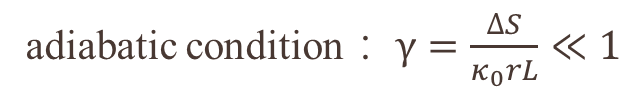 adiabatic condition : γ = ΔS / κ₀rL ≪ 1